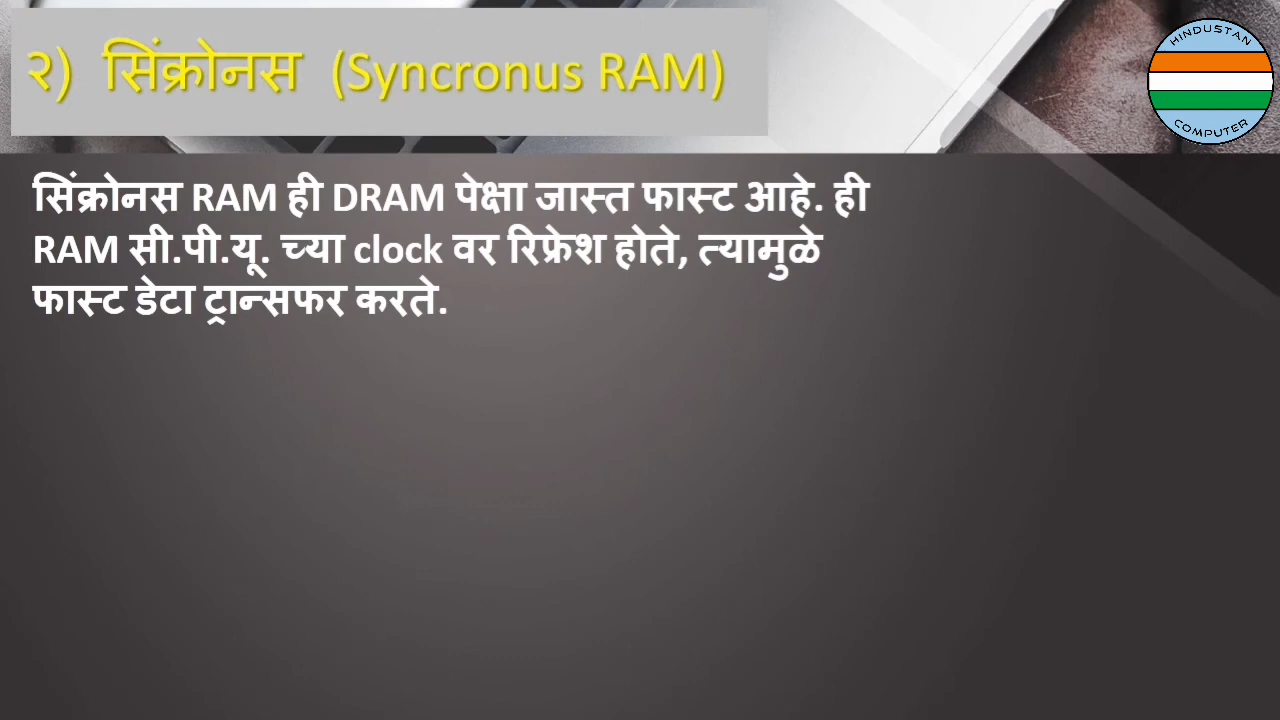 २) सिंक्रोनस (Syncronus RAM)
HINDUSTAN
COMPUTER
सिंक्रोनस RAM ही DRAM पेक्षा जास्त फास्ट आहे. ही
RAM सी.पी.यू. च्या clock वर रिफ्रेश होते, त्यामुळे
फास्ट डेटा ट्रान्सफर करते.